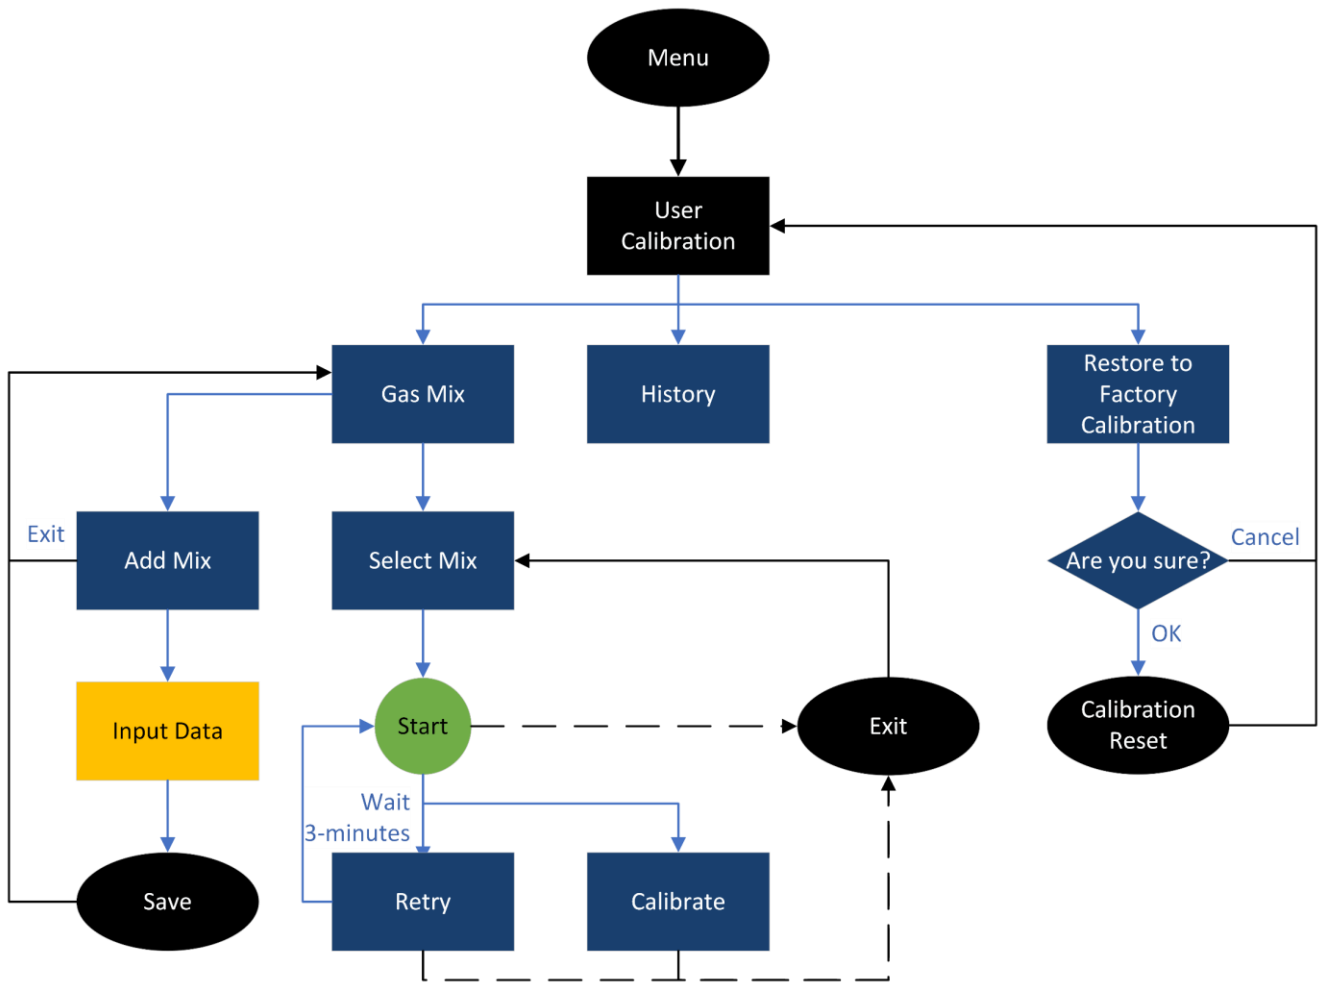 Menu
User
Calibration
Gas Mix
History
Restore to
Factory
Calibration
Exit
Add Mix
Select Mix
Are you sure?
Cancel
OK
Input Data
Start
Exit
Calibration
Reset
Wait
3-minutes
Save
Retry
Calibrate